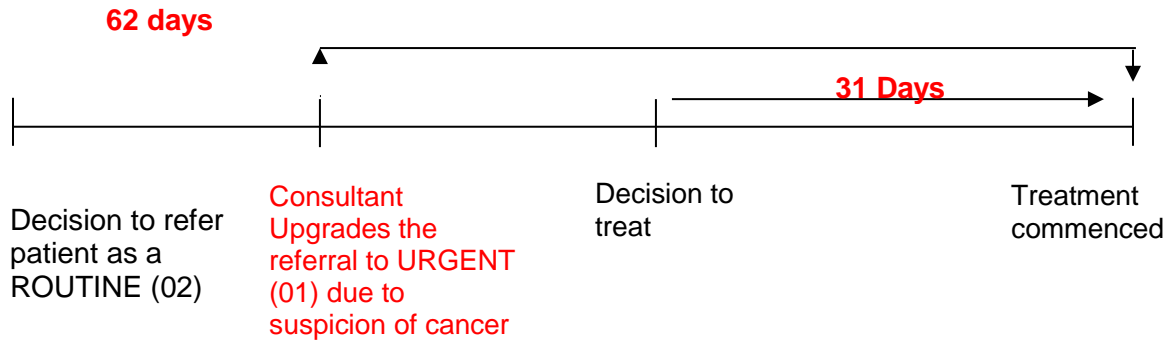 62 days
31 Days
Decision to refer
patient as a
ROUTINE (02)
Consultant
Upgrades the
referral to URGENT
(01) due to
suspicion of cancer
Decision to
treat
Treatment
commenced